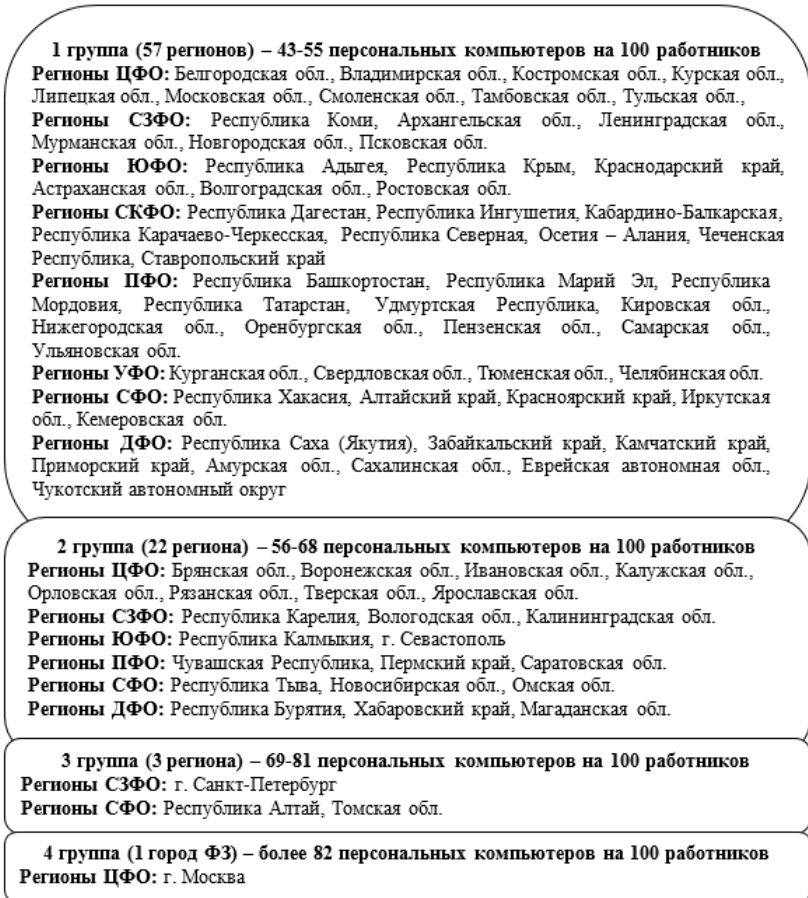 1 группа (57 регионов) – 43-55 персональных компьютеров на 100 работников
Регионы ЦФО: Белгородская обл., Владимирская обл., Костромская обл., Курская обл.,
Липецкая обл., Московская обл., Смоленская обл., Тамбовская обл., Тульская обл.,
Регионы СЗФО: Республика Коми, Архангельская обл., Ленинградская обл.,
Мурманская обл., Новгородская обл., Псковская обл.
Регионы ЮФО: Республика Адыгея, Республика Крым, Краснодарский край,
Астраханская обл., Волгоградская обл., Ростовская обл.
Регионы СКФО: Республика Дагестан, Республика Ингушетия, Кабардино-Балкарская,
Республика Карачаево-Черкесская, Республика Северная, Осетия – Алания, Чеченская
Республика, Ставропольский край
Регионы ПФО: Республика Башкортостан, Республика Марий Эл, Республика
Мордовия, Республика Татарстан, Удмуртская Республика, Кировская обл.,
Нижегородская обл., Оренбургская обл., Пензенская обл., Самарская обл.,
Ульяновская обл.
Регионы УФО: Курганская обл., Свердловская обл., Тюменская обл., Челябинская обл.
Регионы СФО: Республика Хакасия, Алтайский край, Красноярский край, Иркутская
обл., Кемеровская обл.
Регионы ДФО: Республика Саха (Якутия), Забайкальский край, Камчатский край,
Приморский край, Амурская обл., Сахалинская обл., Еврейская автономная обл.,
Чукотский автономный округ
2 группа (22 региона) – 56-68 персональных компьютеров на 100 работников
Регионы ЦФО: Брянская обл., Воронежская обл., Ивановская обл., Калужская обл.,
Орловская обл., Рязанская обл., Тверская обл., Ярославская обл.
Регионы СЗФО: Республика Карелия, Вологодская обл., Калининградская обл.
Регионы ЮФО: Республика Калмыкия, г. Севастополь
Регионы ПФО: Чувашская Республика, Пермский край, Саратовская обл.
Регионы СФО: Республика Тыва, Новосибирская обл., Омская обл.
Регионы ДФО: Республика Бурятия, Хабаровский край, Магаданская обл.
3 группа (3 региона) – 69-81 персональных компьютеров на 100 работников
Регионы СЗФО: г. Санкт-Петербург
Регионы СФО: Республика Алтай, Томская обл.
4 группа (1 город ФЗ) – более 82 персональных компьютеров на 100 работников
Регионы ЦФО: г. Москва